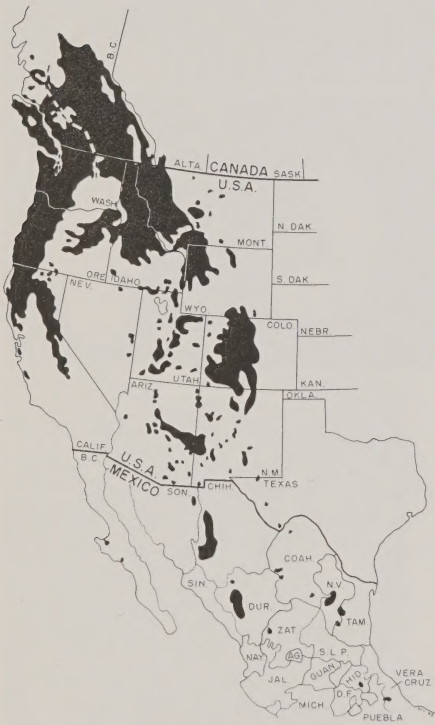 B.C.
ALTA
CANADA
SASK
U.S.A.
WASH
MONT.
N. DAK.
S. DAK.
ORE
IDAHO
WYO
NEV.
COLO
NEBR.
UTAH
KAN.
ARIZ
OKLA.
CALIF.
B.C.
U.S.A.
MEXICO
SON.
CHIH
N.M.
TEXAS
COAH.
SIN.
N.V.
DUR.
TAM
ZAT
NAY
AG
S.L.P.
JAL
GUAN
HID
VERA
CRUZ
D.F.
MICH.
PUEBLA